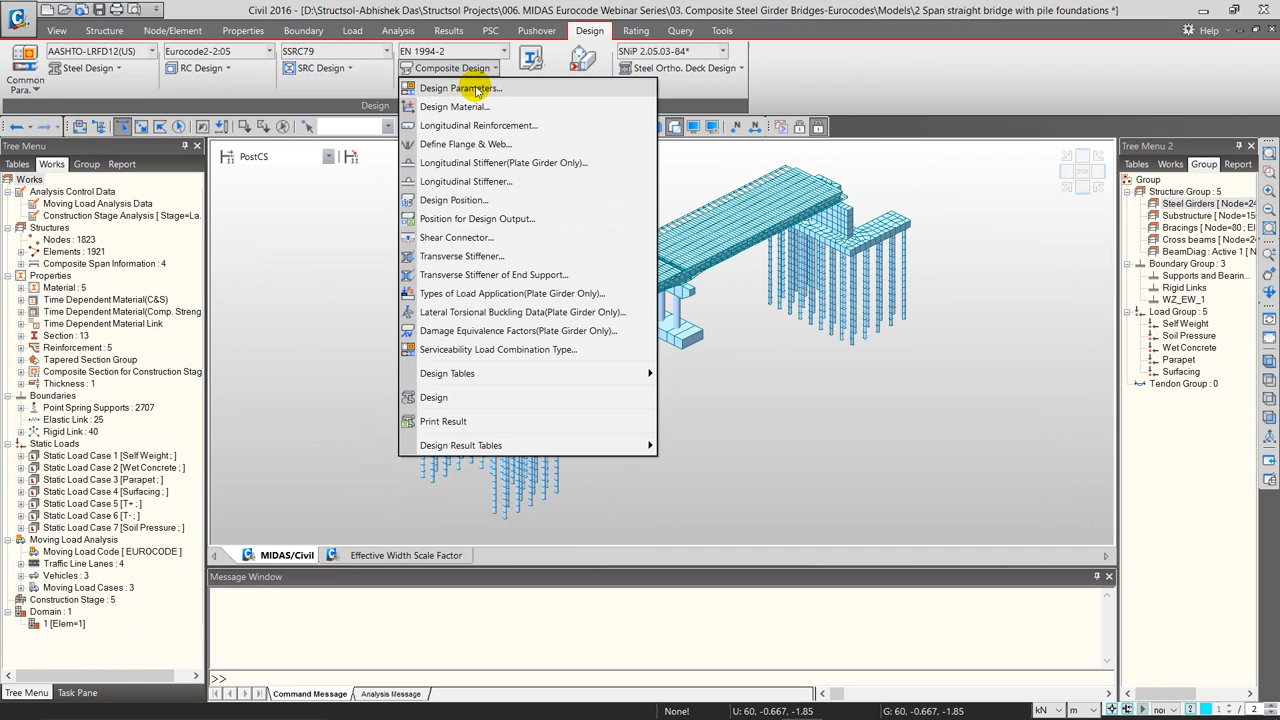 Civil 2016 - [D:\Structsol-Abhishek Das\Structsol Projects\006. MIDAS Eurocode Webinar Series\03. Composite Steel Girder Bridges-Eurocodes\Models\2 Span straight bridge with pile foundations *]
View Structure Node/Element Properties Boundary Load Analysis Results PSC Pushover Design Rating Query Tools Help
AASHTO-LRFD12(US) Eurocode2-2:05 SSRC79 EN 1994-2 SNiP 2.05.03-84*
Common Para.
Steel Design RC Design SRC Design Composite Design Steel Ortho. Deck Design
Design
Design Parameters...
Design Material...
Longitudinal Reinforcement...
Define Flange & Web...
Longitudinal Stiffener(Plate Girder Only)...
Longitudinal Stiffener...
Design Position...
Position for Design Output...
Shear Connector...
Transverse Stiffener...
Transverse Stiffener of End Support...
Types of Load Application(Plate Girder Only)...
Lateral Torsional Buckling Data(Plate Girder Only)...
Damage Equivalence Factors(Plate Girder Only)...
Serviceability Load Combination Type...
Design Tables
Design
Print Result
Design Result Tables
Tree Menu
Tables Works Group Report
Works
Analysis Control Data
Moving Load Analysis Data
Construction Stage Analysis [ Stage=La...
Structures
Nodes : 1823
Elements : 1921
Composite Span Information : 4
Properties
Material : 5
Time Dependent Material(C&S)
Time Dependent Material(Comp. Streng
Time Dependent Material Link
Section : 13
Reinforcement : 5
Tapered Section Group
Composite Section for Construction Stage
Thickness : 1
Boundaries
Point Spring Supports : 2707
Elastic Link : 25
Rigid Link : 40
Static Loads
Static Load Case 1 [Self Weight ; ]
Static Load Case 2 [Wet Concrete ; ]
Static Load Case 3 [Parapet ; ]
Static Load Case 4 [Surfacing ; ]
Static Load Case 5 [T+ ; ]
Static Load Case 6 [T- ; ]
Static Load Case 7 [Soil Pressure ; ]
Moving Load Analysis
Moving Load Code [ EUROCODE ]
Traffic Line Lanes : 4
Vehicles : 3
Moving Load Cases : 3
Construction Stage : 5
Domain : 1
1 [Elem=1]
Tree Menu Task Pane
PostCS
TOP
MIDAS/Civil Effective Width Scale Factor
Message Window
>>
Command Message Analysis Message
Tree Menu 2
Tables Works Group Report
Group
Structure Group : 5
Steel Girders [Node=24
Substructure [Node=15
Bracings [Node=80 ; El
Cross beams [Node=24
BeamDiag : Active 1 [N
Boundary Group : 3
Supports and Bearin...
Rigid Links
WZ_EW_1
Load Group : 5
Self Weight
Soil Pressure
Wet Concrete
Parapet
Surfacing
Tendon Group : 0
None! U: 60, -0.667, -1.85 G: 60, -0.667, -1.85 kN m 1 / 2